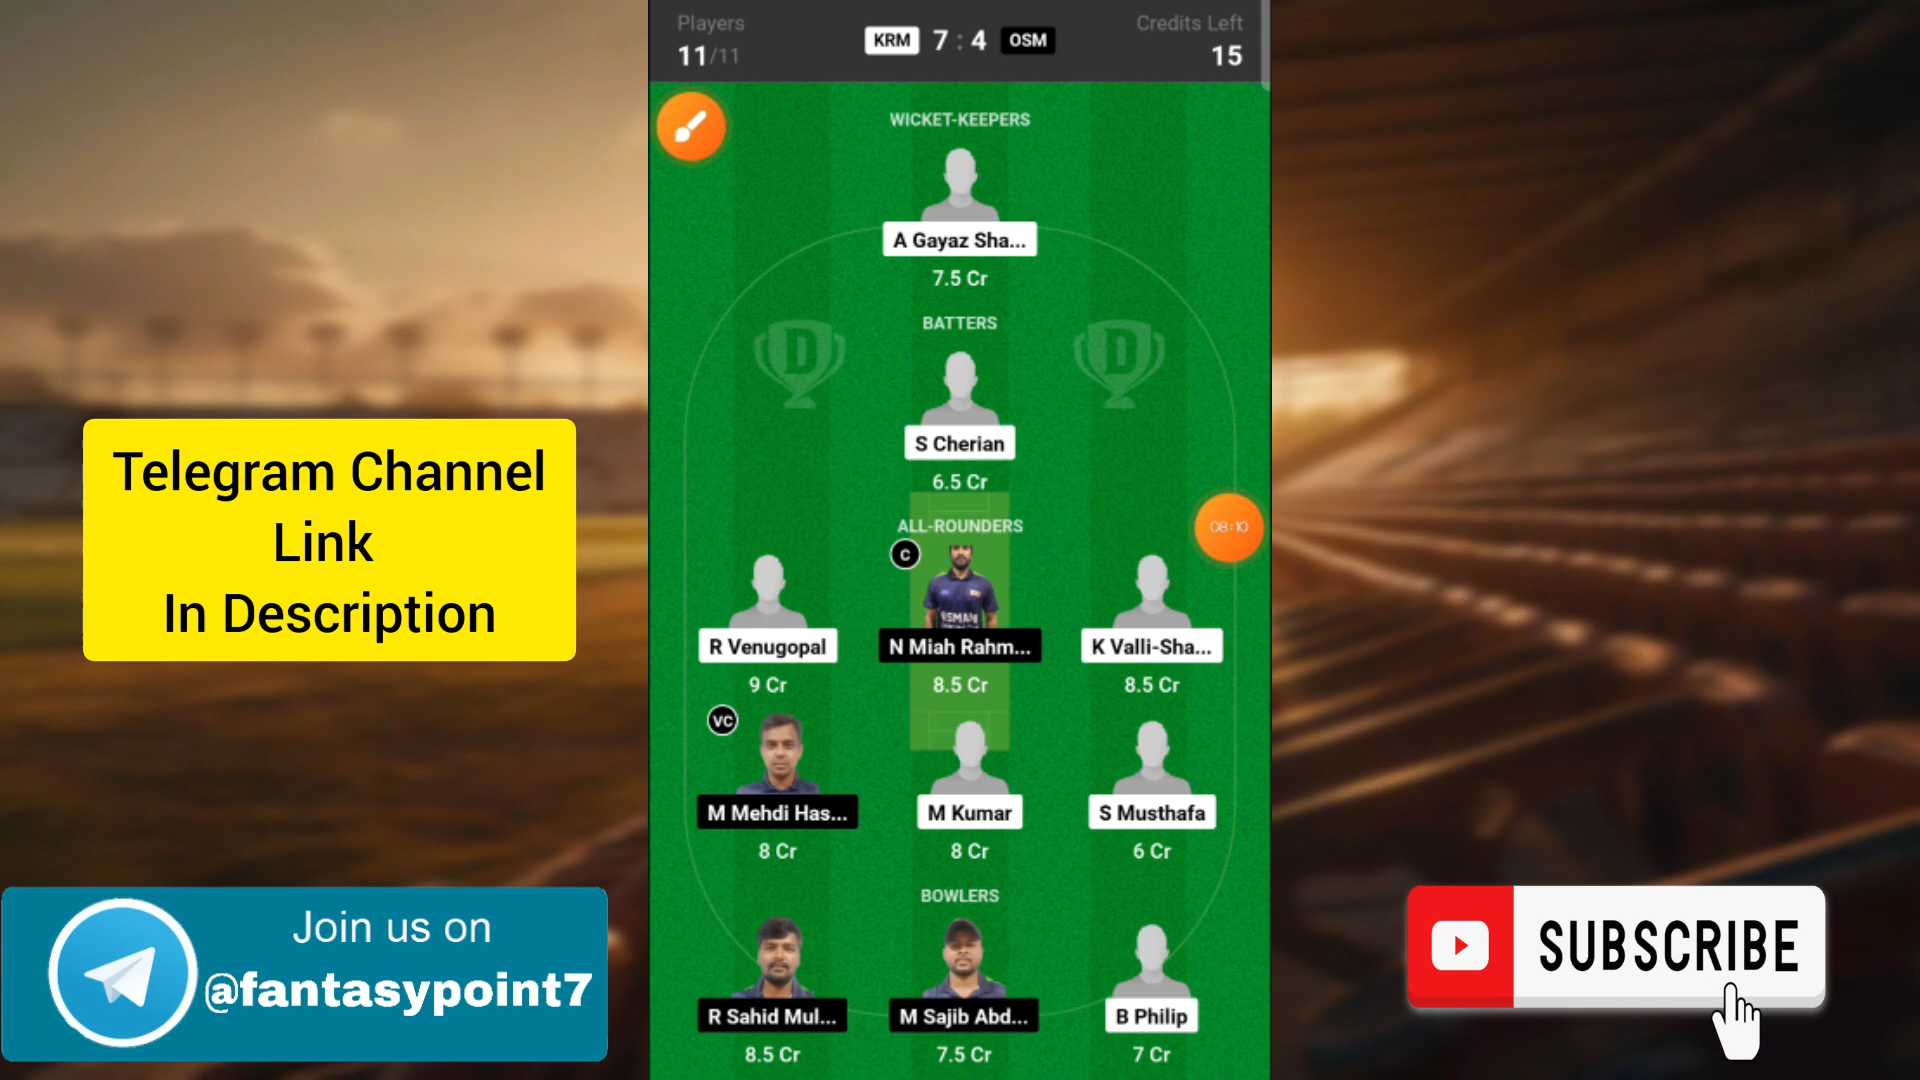 Players
11/11
KRM 7 : 4 OSM
Credits Left
15
WICKET-KEEPERS
A Gayaz Sha...
7.5 Cr
BATTERS
D
D
S Cherian
6.5 Cr
ALL-ROUNDERS
08:10
C
R Venugopal
9 Cr
N Miah Rahm...
8.5 Cr
K Valli-Sha...
8.5 Cr
VC
M Mehdi Has...
8 Cr
M Kumar
8 Cr
S Musthafa
6 Cr
BOWLERS
R Sahid Mul...
8.5 Cr
M Sajib Abd...
7.5 Cr
B Philip
7 Cr
Telegram Channel
Link
In Description
Join us on
@fantasypoint7
SUBSCRIBE